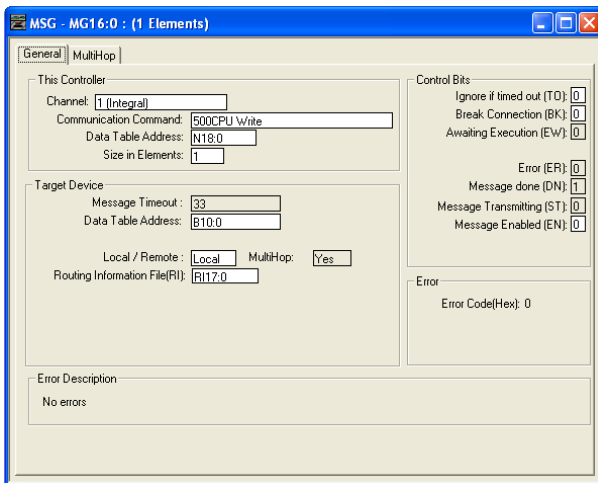 MSG - MG16:0 : (1 Elements)
General MultiHop
This Controller
Channel: 1 (Integral)
Communication Command: 500CPU Write
Data Table Address: N18:0
Size in Elements: 1
Target Device
Message Timeout : 33
Data Table Address: B10:0
Local / Remote : Local MultiHop: Yes
Routing Information File(RI): RI17:0
Control Bits
Ignore if timed out (TO): 0
Break Connection (BK): 0
Awaiting Execution (EW): 0
Error (ER): 0
Message done (DN): 1
Message Transmitting (ST): 0
Message Enabled (EN): 0
Error
Error Code(Hex): 0
Error Description
No errors